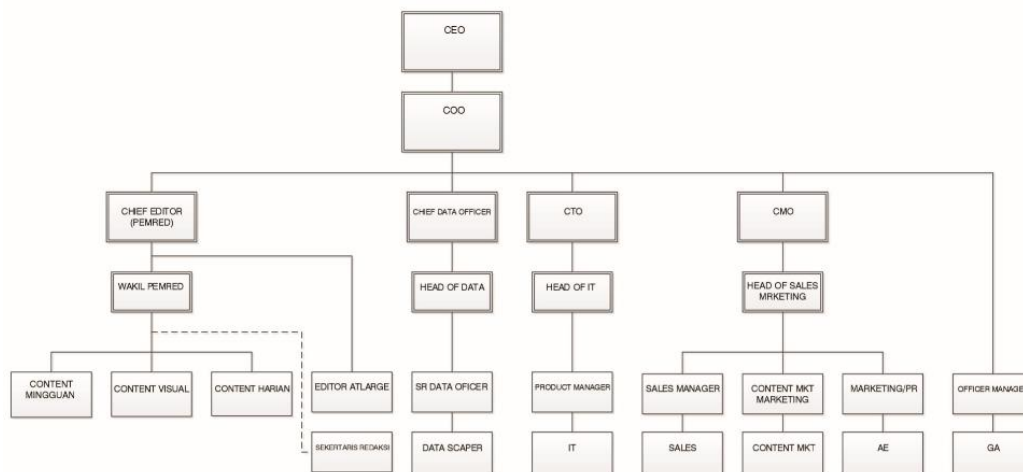 CEO
COO
CHIEF EDITOR
(PEMRED)
CHIEF DATA OFFICER
CTO
CMO
WAKIL PEMRED
HEAD OF DATA
HEAD OF IT
HEAD OF SALES
MRKETING
CONTENT
MINGGUAN
CONTENT VISUAL
CONTENT HARIAN
EDITOR ATLARGE
SR DATA OFICER
PRODUCT MANAGER
SALES MANAGER
CONTENT MKT
MARKETING
MARKETING/PR
OFFICER MANAGE
SEKERTARIS REDAKSI
DATA SCAPER
IT
SALES
CONTENT MKT
AE
GA